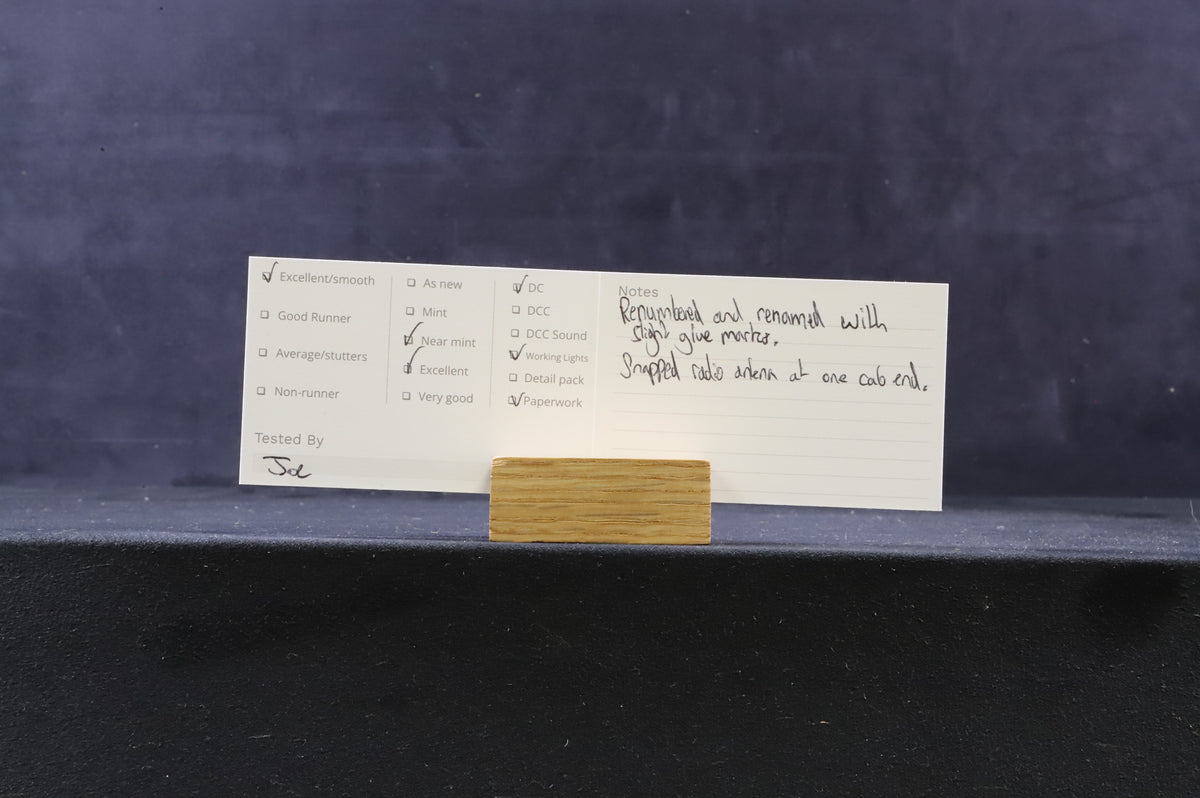 Excellent/smooth
Good Runner
Average/stutters
Non-runner
Tested By
Joe
As new
Mint
Near mint
Excellent
Very good
DC
DCC
DCC Sound
Working Lights
Detail pack
Paperwork
Notes
Renumbered and renamed with
slight glue marks.
Snapped radio antena at one cab end.